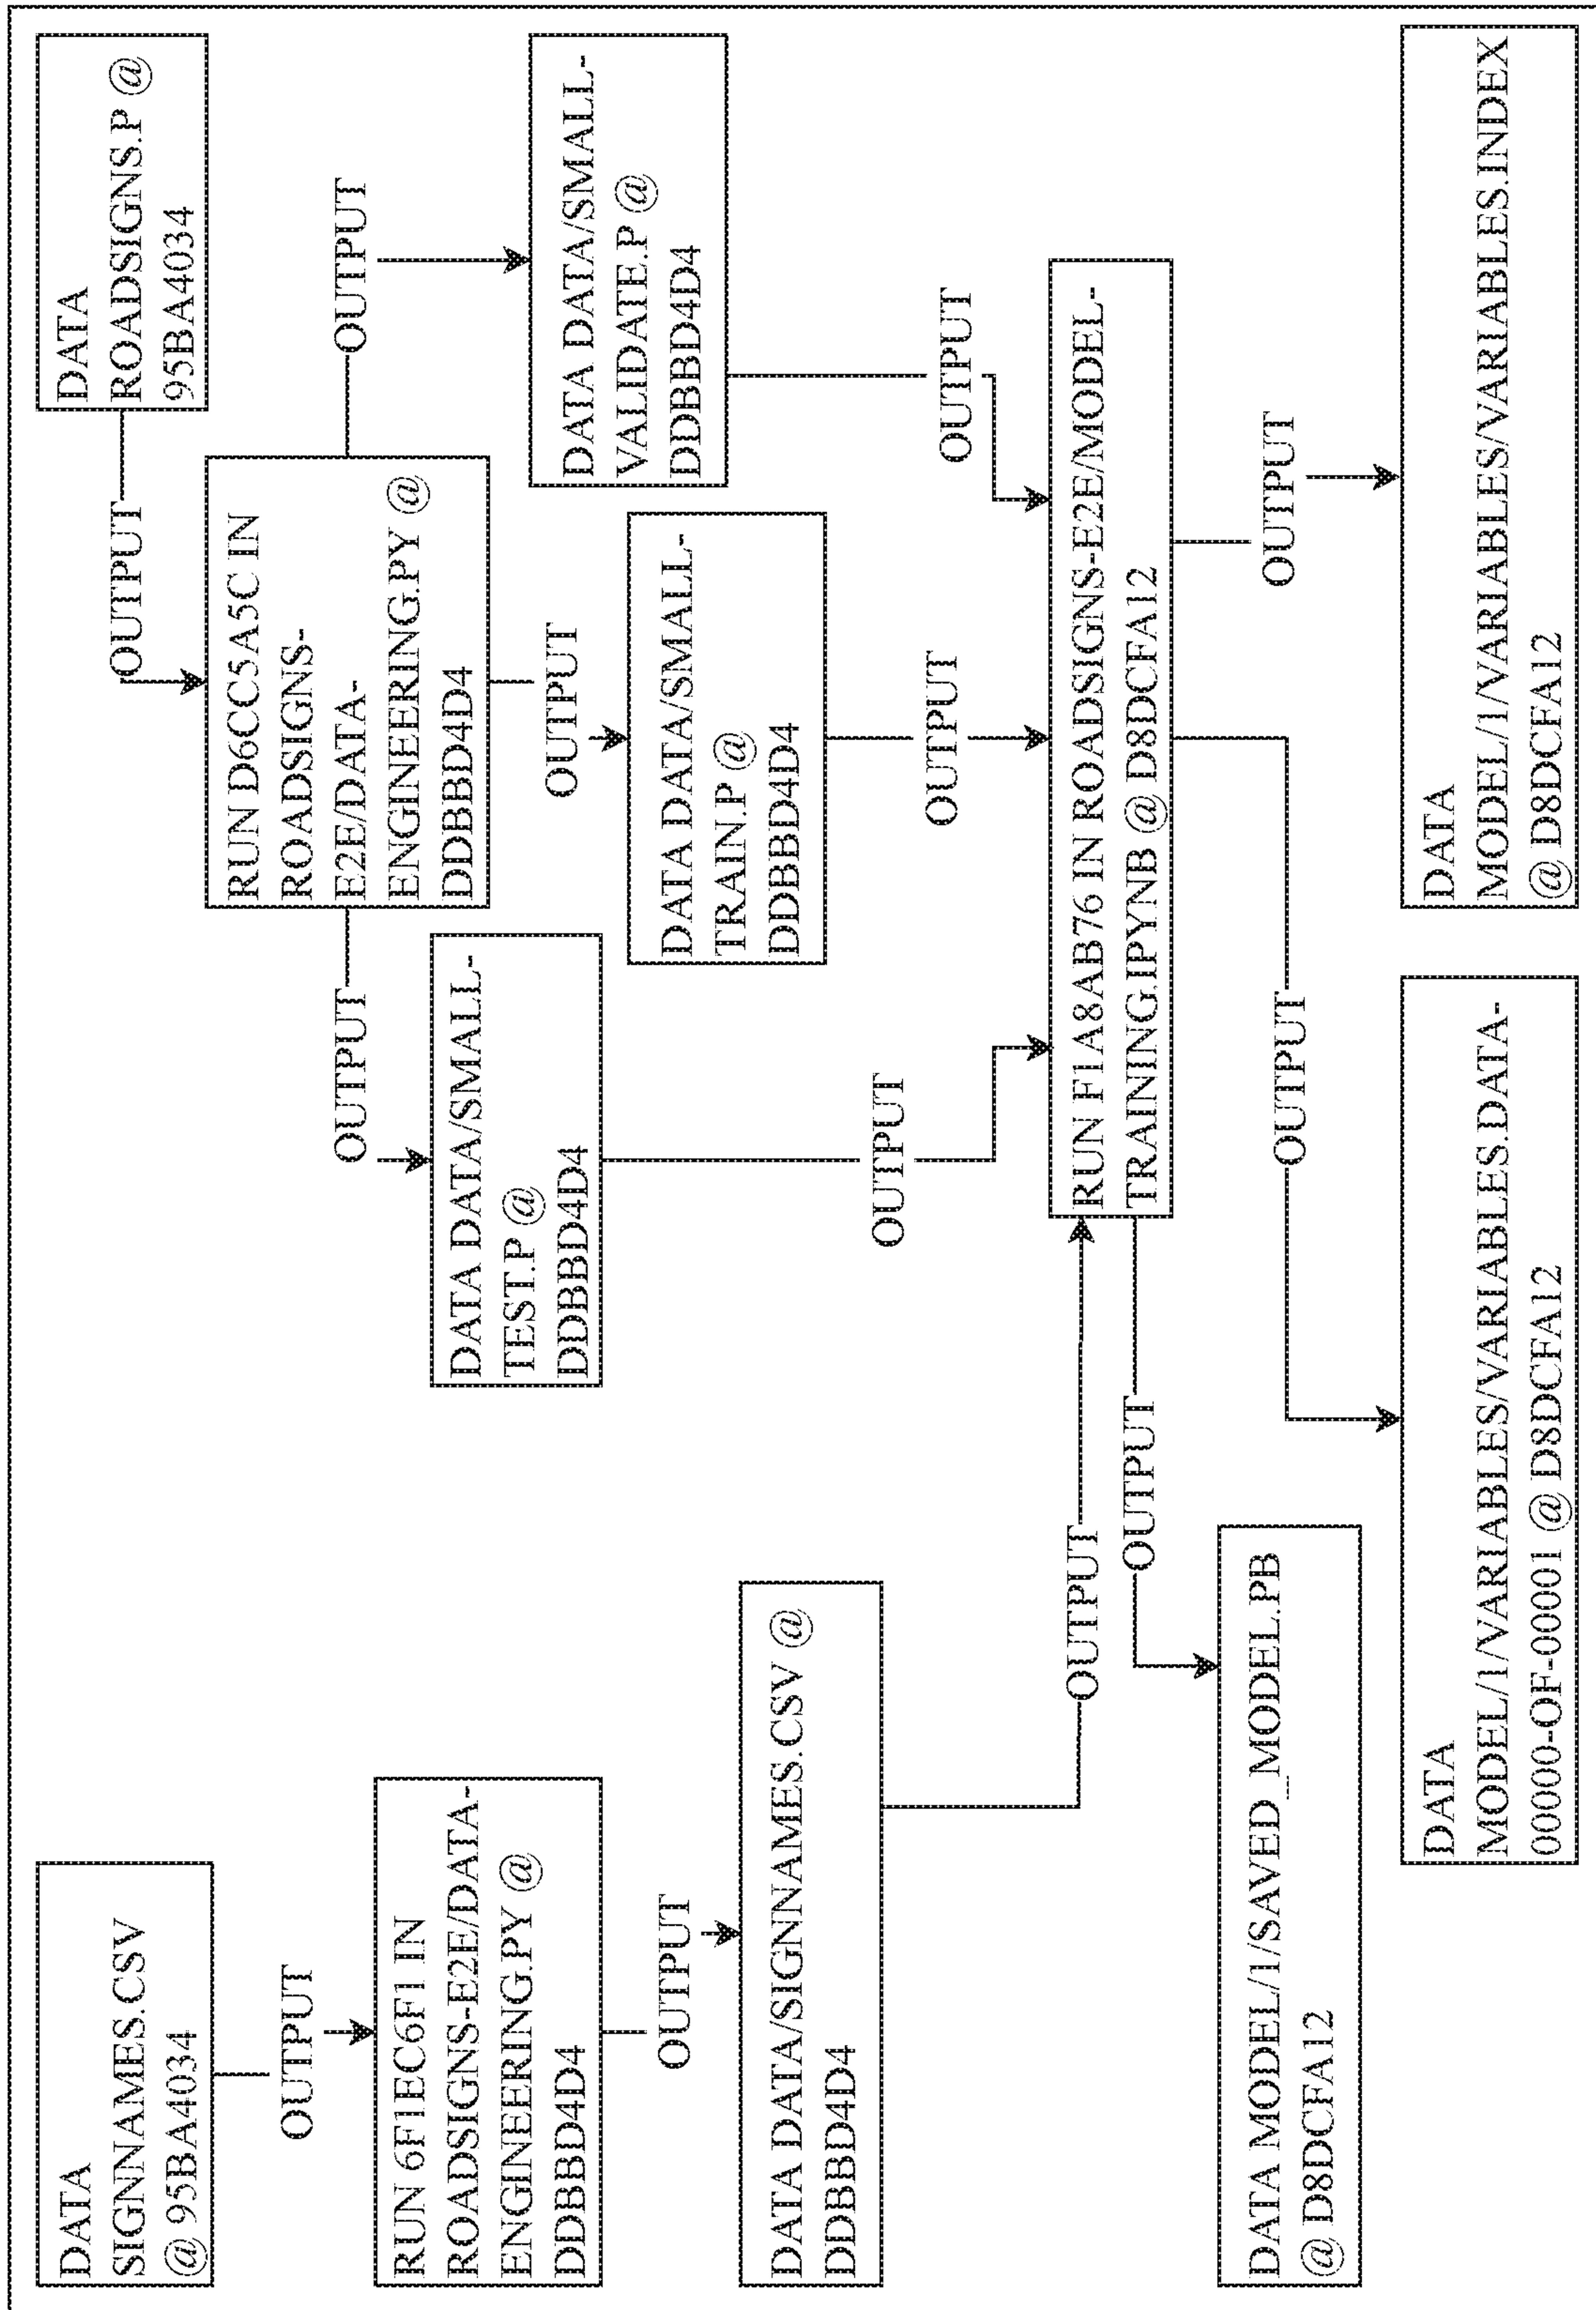 DATA
SIGNNAMES.CSV
@ 95BA4034
OUTPUT
RUN 6F1EC6F1 IN
ROADSIGNS-E2E/DATA-
ENGINEERING.PY @
DDBBD4D4
OUTPUT
DATA DATA/SIGNNAMES.CSV @
DDBBD4D4
OUTPUT
DATA
ROADSIGNS.P @
95BA4034
OUTPUT
RUN D6CC5A5C IN
ROADSIGNS-
E2E/DATA-
ENGINEERING.PY @
DDBBD4D4
OUTPUT
OUTPUT
OUTPUT
DATA DATA/SMALL-
TEST.P @
DDBBD4D4
DATA DATA/SMALL-
TRAIN.P @
DDBBD4D4
DATA DATA/SMALL-
VALIDATE.P @
DDBBD4D4
OUTPUT
OUTPUT
OUTPUT
RUN F1A8AB76 IN ROADSIGNS-E2E/MODEL-
TRAINING.IPYNB @ D8DCFA12
OUTPUT
OUTPUT
OUTPUT
DATA MODEL/1/SAVED_MODEL.PB
@ D8DCFA12
DATA
MODEL/1/VARIABLES/VARIABLES.DATA-
00000-OF-00001 @ D8DCFA12
DATA
MODEL/1/VARIABLES/VARIABLES.INDEX
@ D8DCFA12